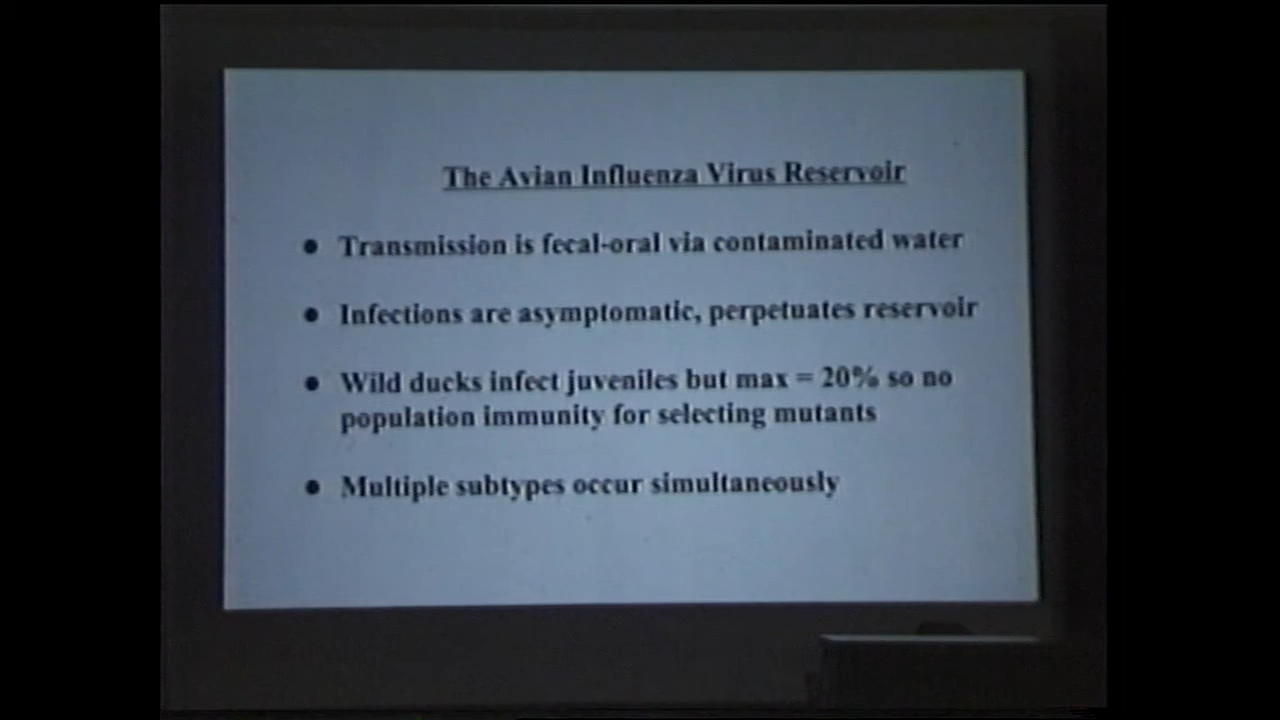 The Avian Influenza Virus Reservoir
● Transmission is fecal-oral via contaminated water
● Infections are asymptomatic, perpetuates reservoir
● Wild ducks infect juveniles but max = 20% so no
population immunity for selecting mutants
● Multiple subtypes occur simultaneously